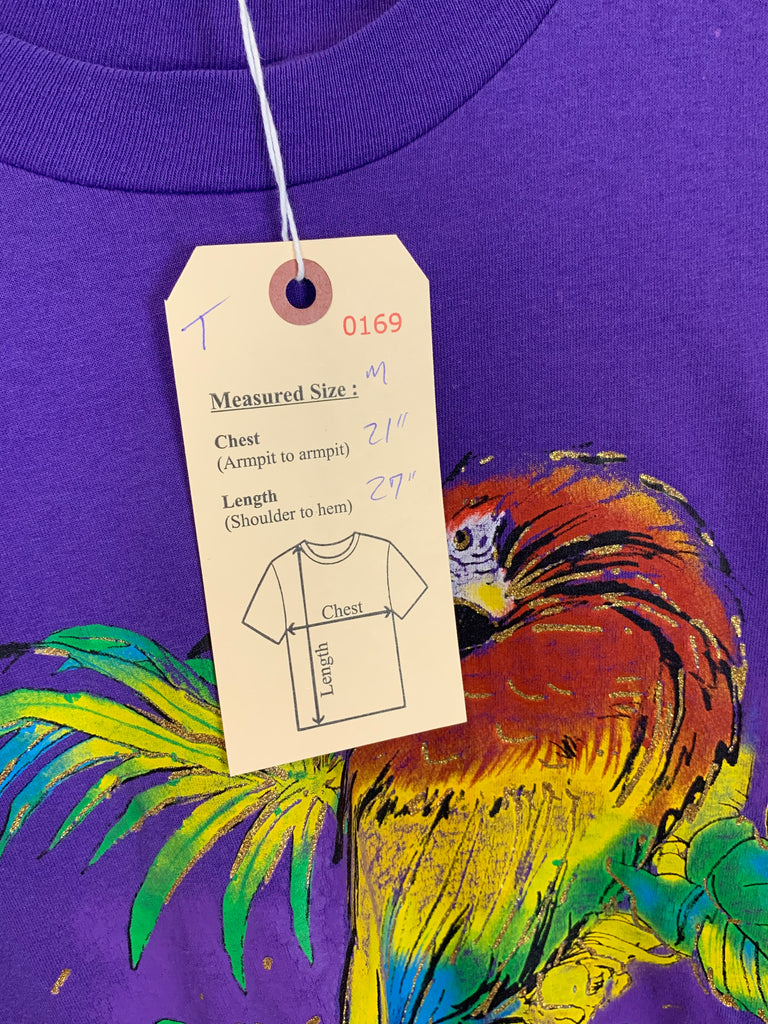 T
0169
Measured Size : M
Chest 21"
(Armpit to armpit)
Length 27"
(Shoulder to hem)
Chest
Length